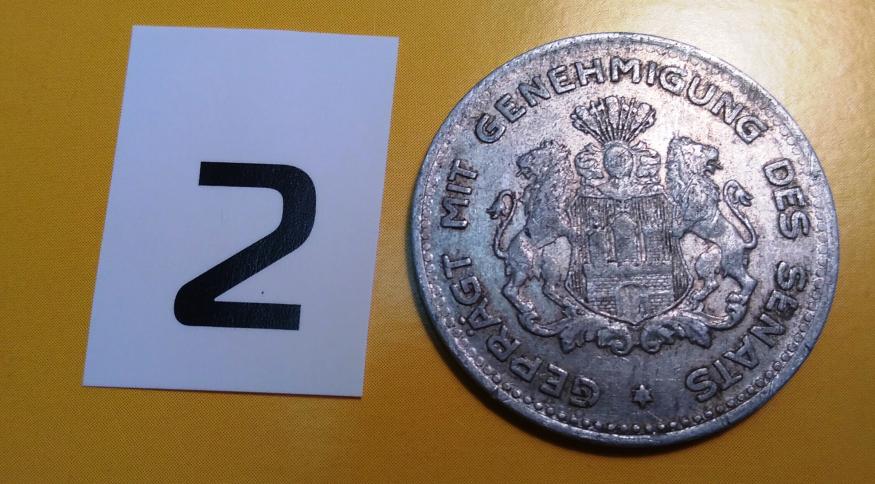 2
GEPRÄGT MIT GENEHMIGUNG DES SENATS